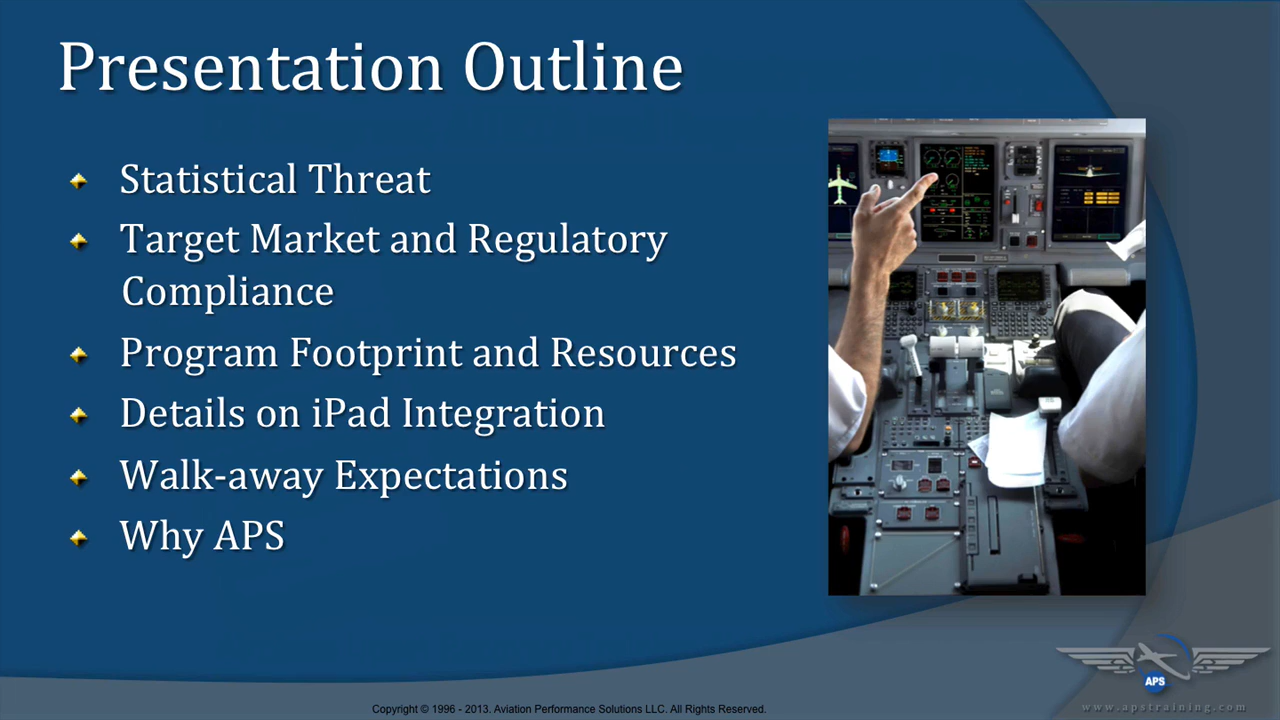 Presentation Outline
Statistical Threat
Target Market and Regulatory
Compliance
Program Footprint and Resources
Details on iPad Integration
Walk-away Expectations
Why APS
APS
www.apstraining.com
Copyright © 1996 - 2013. Aviation Performance Solutions LLC. All Rights Reserved.